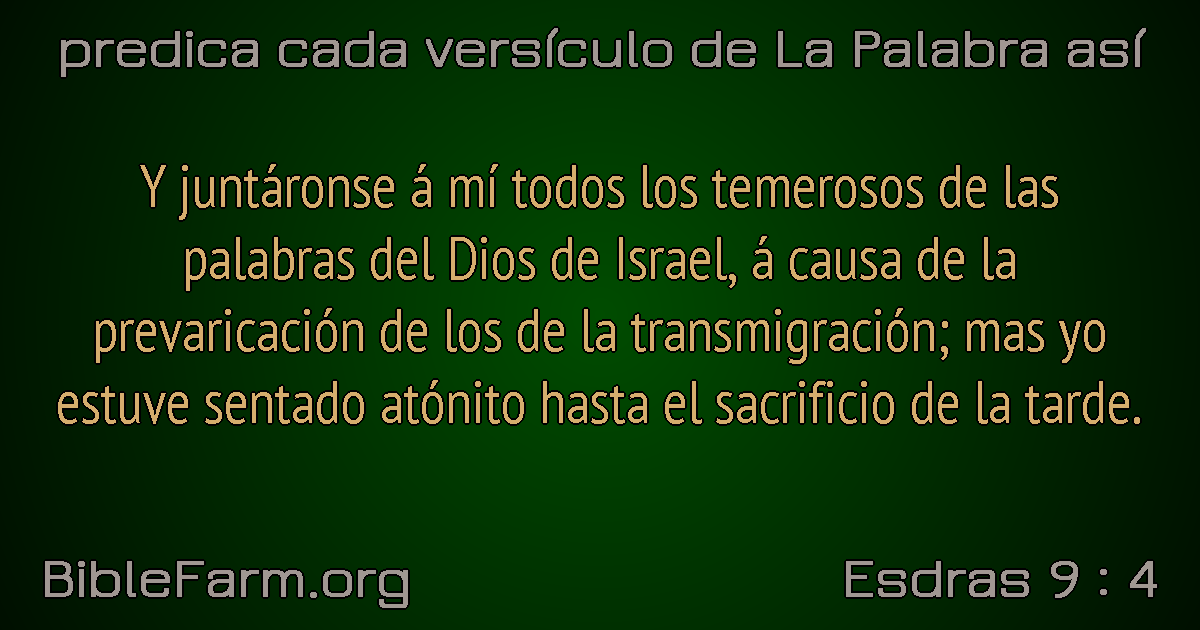 predica cada versículo de La Palabra así
Y juntáronse á mí todos los temerosos de las
palabras del Dios de Israel, á causa de la
prevaricación de los de la transmigración; mas yo
estuve sentado atónito hasta el sacrificio de la tarde.
BibleFarm.org
Esdras 9 : 4